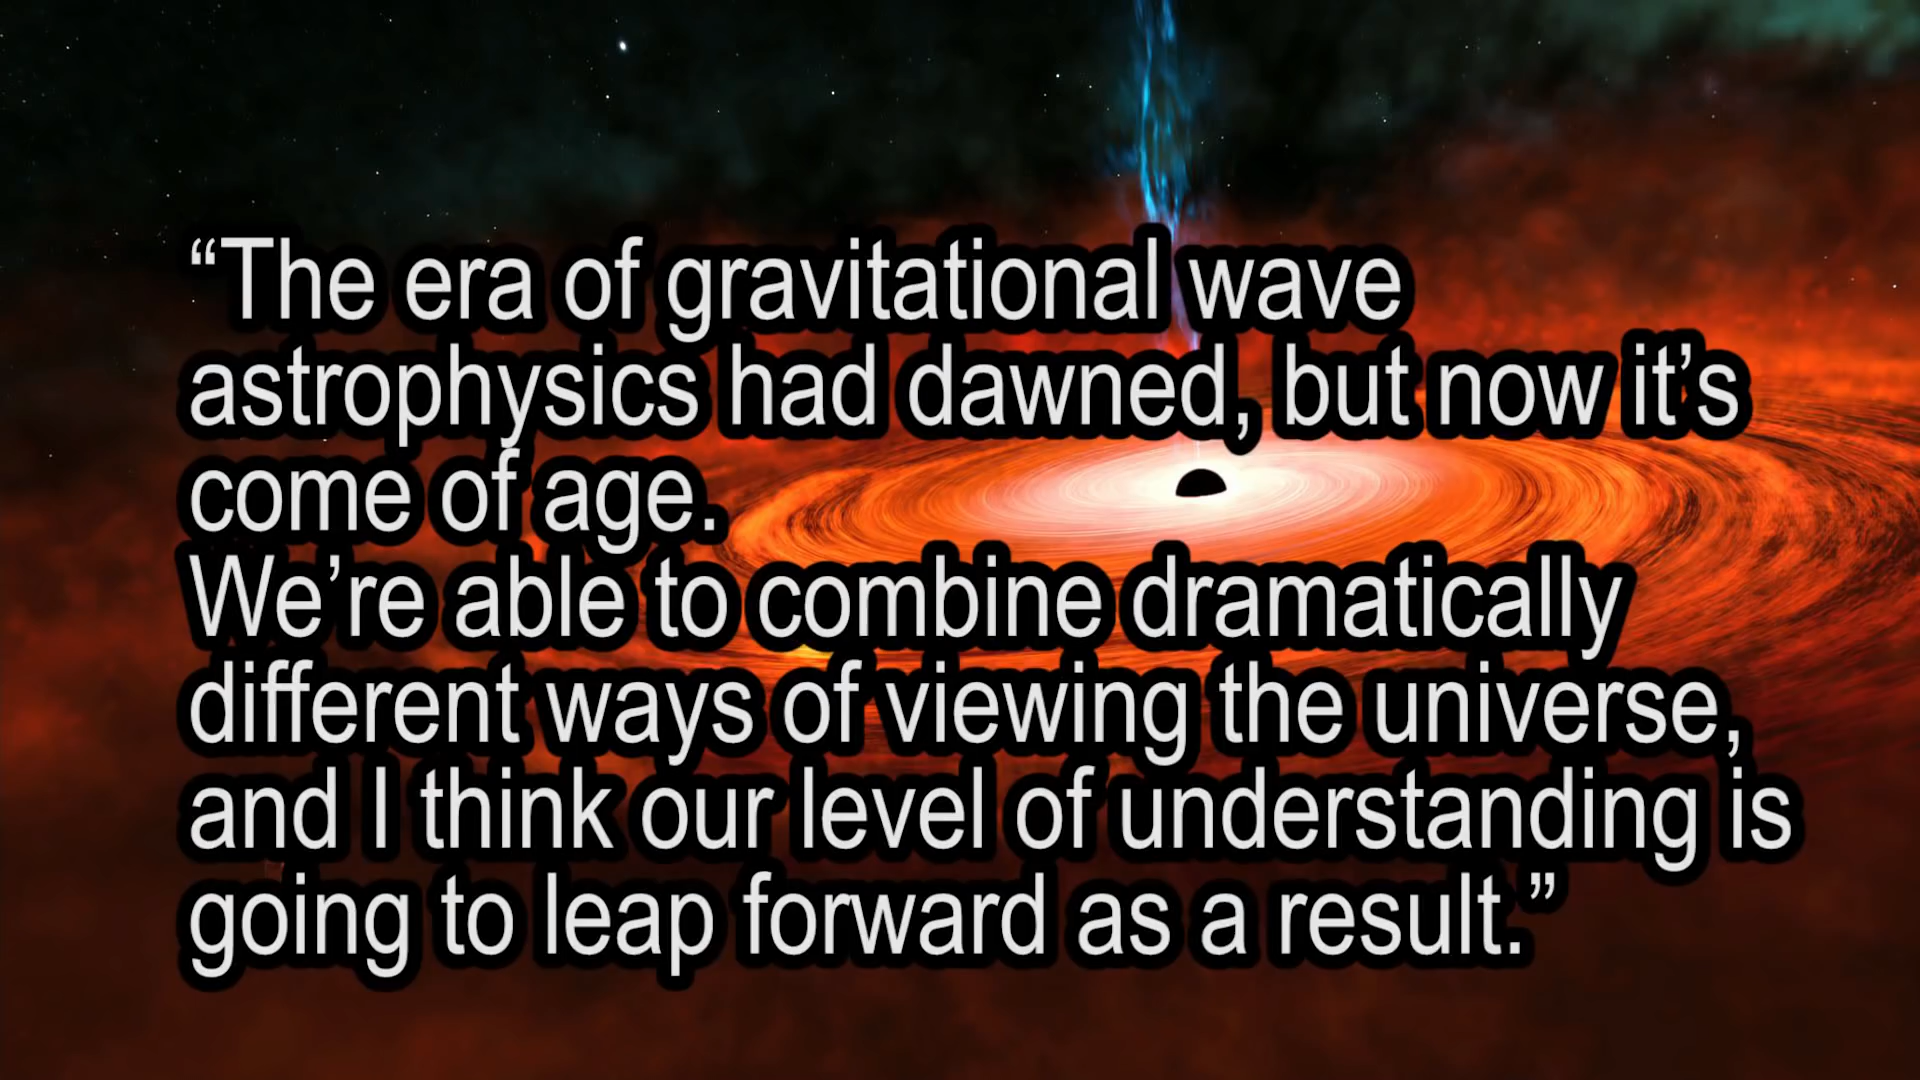 “The era of gravitational wave
astrophysics had dawned, but now it’s
come of age.
We’re able to combine dramatically
different ways of viewing the universe,
and I think our level of understanding is
going to leap forward as a result.”